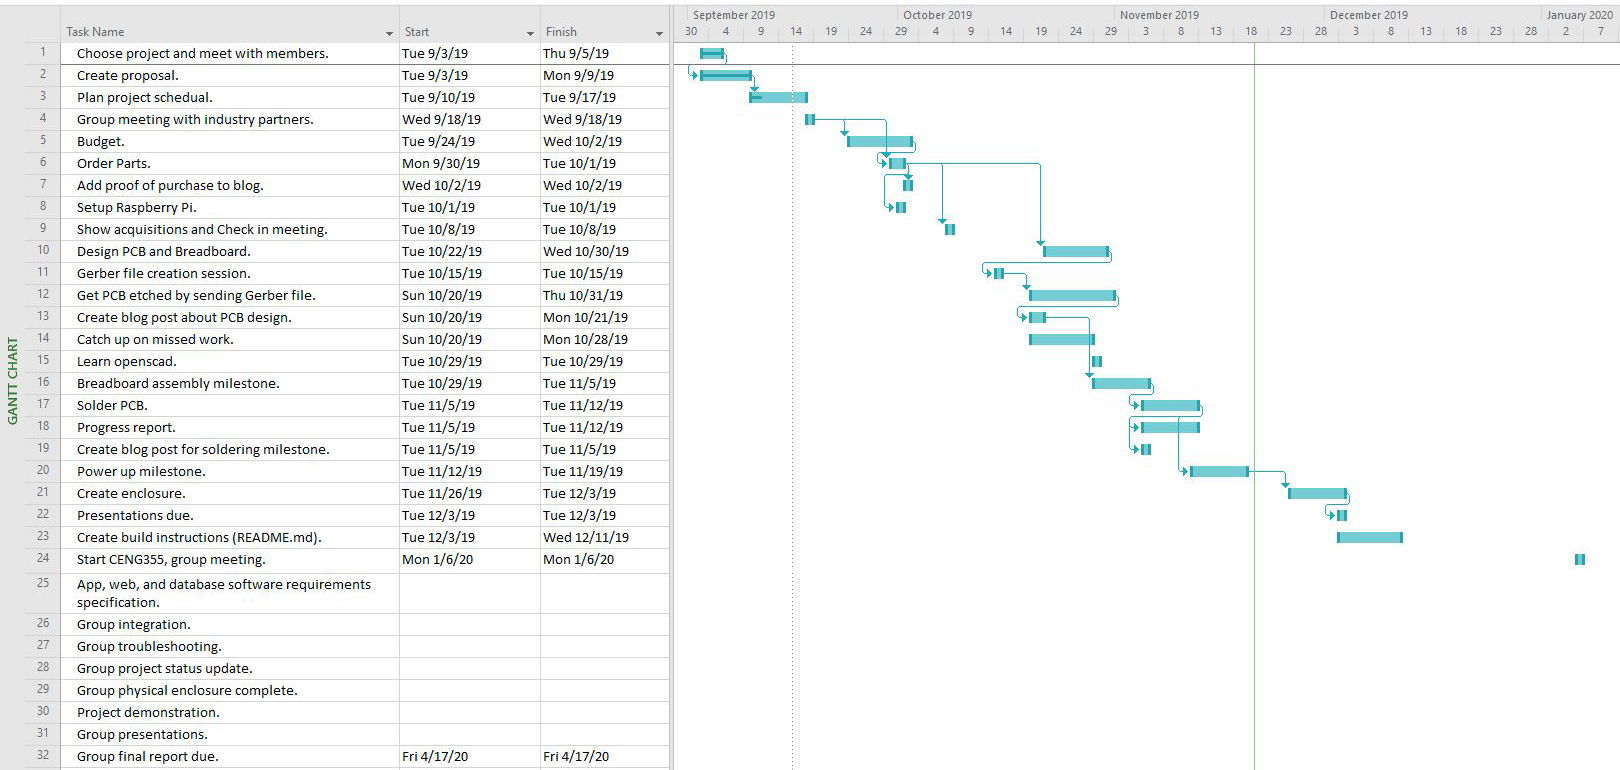 September 2019 October 2019 November 2019 December 2019 January 2020
Task Name Start Finish 30 4 9 14 19 24 29 4 9 14 19 24 29 3 8 13 18 23 28 3 8 13 18 23 28 2 7
1 Choose project and meet with members. Tue 9/3/19 Thu 9/5/19
2 Create proposal. Tue 9/3/19 Mon 9/9/19
3 Plan project schedual. Tue 9/10/19 Tue 9/17/19
4 Group meeting with industry partners. Wed 9/18/19 Wed 9/18/19
5 Budget. Tue 9/24/19 Wed 10/2/19
6 Order Parts. Mon 9/30/19 Tue 10/1/19
7 Add proof of purchase to blog. Wed 10/2/19 Wed 10/2/19
8 Setup Raspberry Pi. Tue 10/1/19 Tue 10/1/19
9 Show acquisitions and Check in meeting. Tue 10/8/19 Tue 10/8/19
10 Design PCB and Breadboard. Tue 10/22/19 Wed 10/30/19
11 Gerber file creation session. Tue 10/15/19 Tue 10/15/19
12 Get PCB etched by sending Gerber file. Sun 10/20/19 Thu 10/31/19
13 Create blog post about PCB design. Sun 10/20/19 Mon 10/21/19
14 Catch up on missed work. Sun 10/20/19 Mon 10/28/19
15 Learn openscad. Tue 10/29/19 Tue 10/29/19
16 Breadboard assembly milestone. Tue 10/29/19 Tue 11/5/19
17 Solder PCB. Tue 11/5/19 Tue 11/12/19
18 Progress report. Tue 11/5/19 Tue 11/12/19
19 Create blog post for soldering milestone. Tue 11/5/19 Tue 11/5/19
20 Power up milestone. Tue 11/12/19 Tue 11/19/19
21 Create enclosure. Tue 11/26/19 Tue 12/3/19
22 Presentations due. Tue 12/3/19 Tue 12/3/19
23 Create build instructions (README.md). Tue 12/3/19 Wed 12/11/19
24 Start CENG355, group meeting. Mon 1/6/20 Mon 1/6/20
25 App, web, and database software requirements
specification.
26 Group integration.
27 Group troubleshooting.
28 Group project status update.
29 Group physical enclosure complete.
30 Project demonstration.
31 Group presentations.
32 Group final report due. Fri 4/17/20 Fri 4/17/20
GANTT CHART